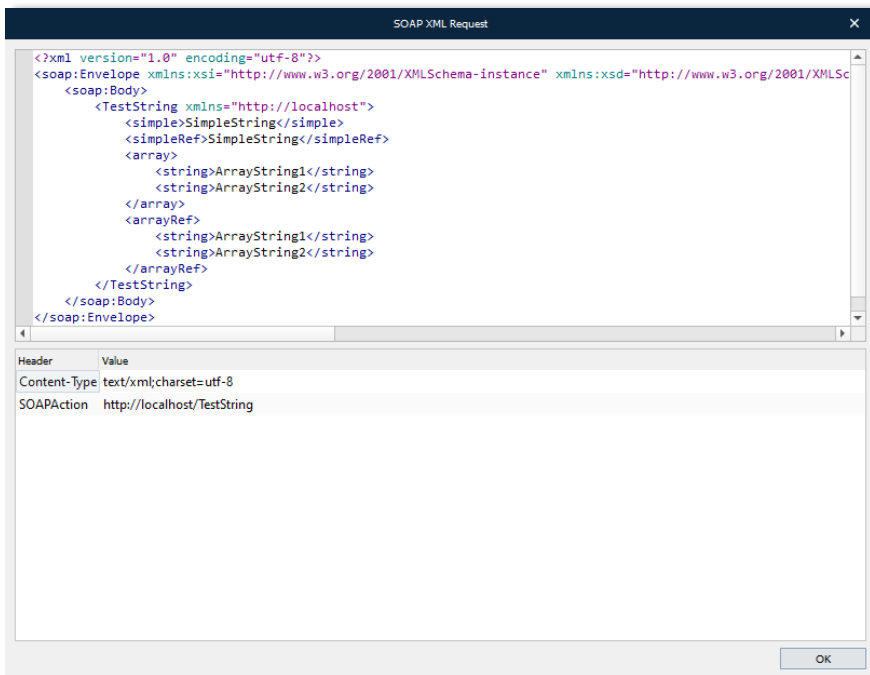 SOAP XML Request
<?xml version="1.0" encoding="utf-8"?>
<soap:Envelope xmlns:xsi="http://www.w3.org/2001/XMLSchema-instance" xmlns:xsd="http://www.w3.org/2001/XMLSc
<soap:Body>
<TestString xmlns="http://localhost">
<simple>SimpleString</simple>
<simpleRef>SimpleString</simpleRef>
<array>
<string>ArrayString1</string>
<string>ArrayString2</string>
</array>
<arrayRef>
<string>ArrayString1</string>
<string>ArrayString2</string>
</arrayRef>
</TestString>
</soap:Body>
</soap:Envelope>
Header Value
Content-Type text/xml;charset=utf-8
SOAPAction http://localhost/TestString
OK